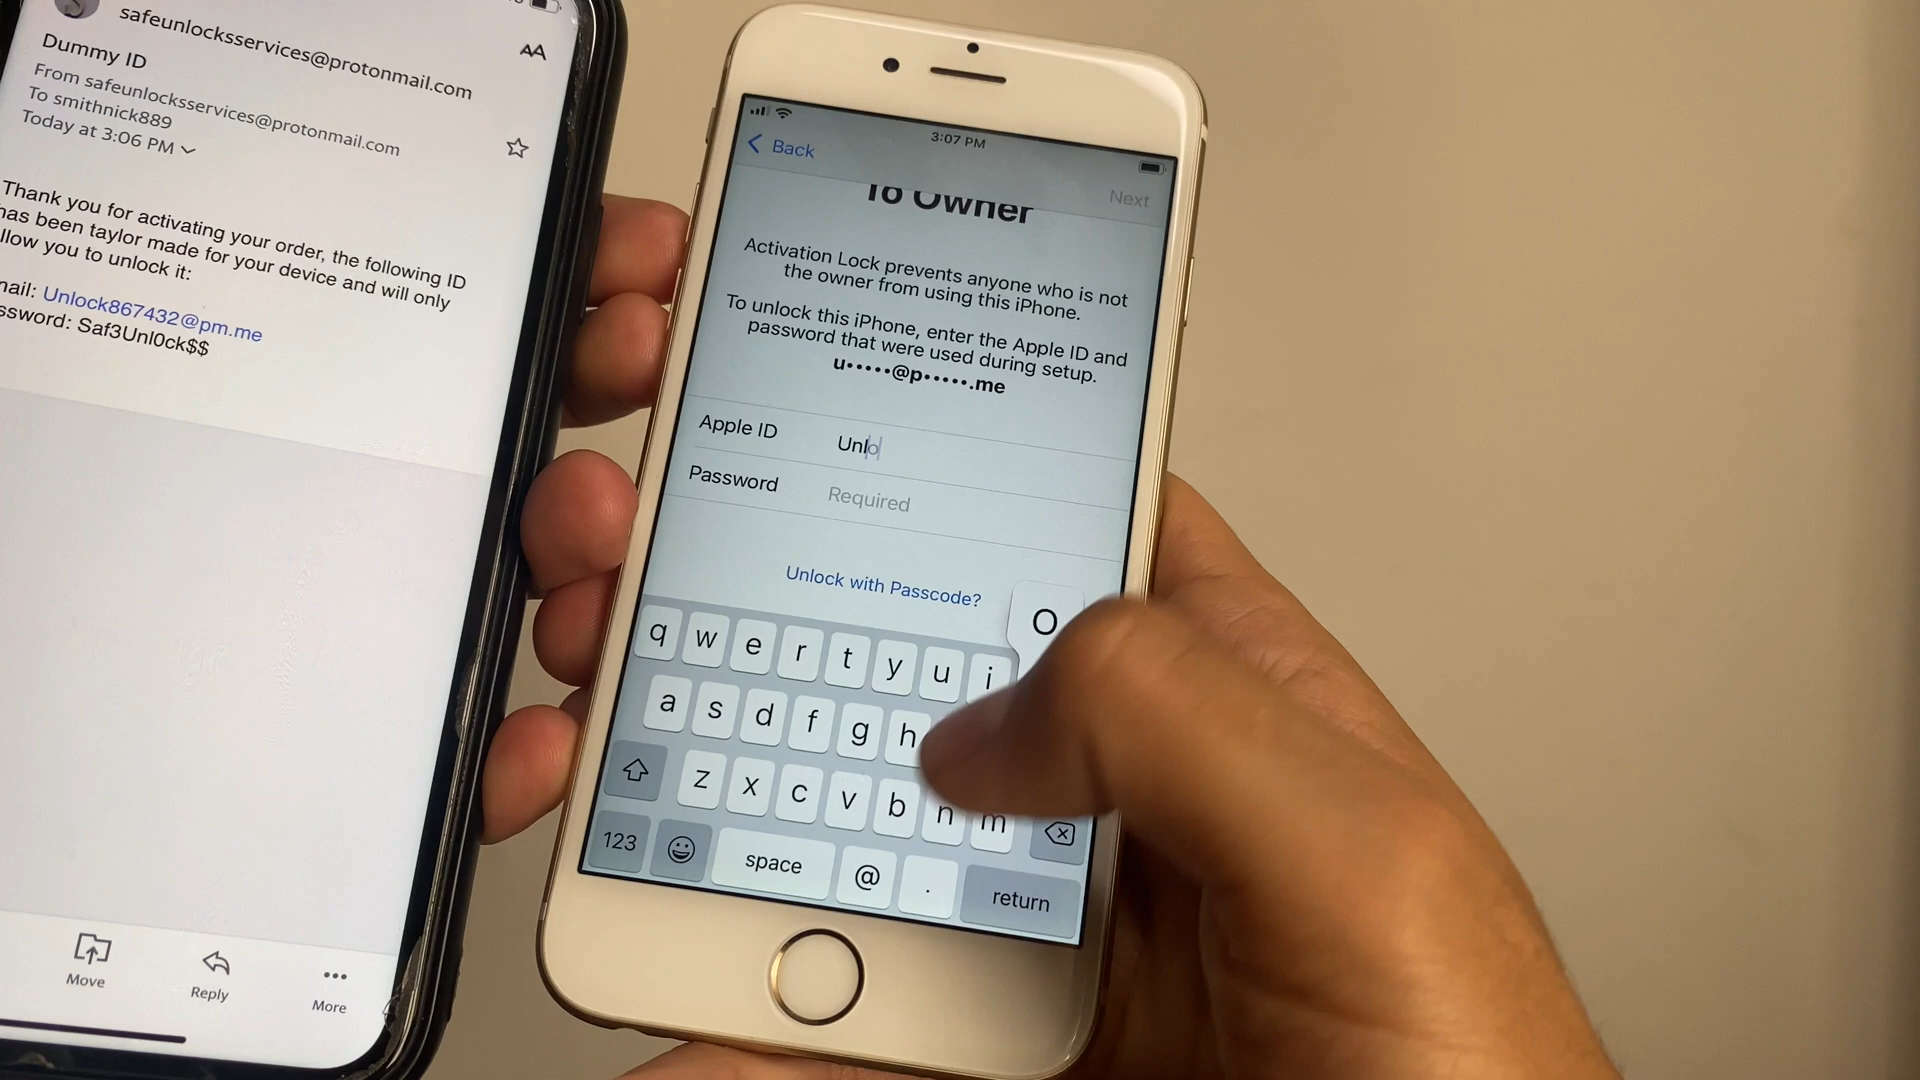 safeunlocksservices@protonmail.com
AA
Dummy ID
From safeunlocksservices@protonmail.com
To smithnick889
Today at 3:06 PM
Thank you for activating your order, the following ID
has been taylor made for your device and will only
llow you to unlock it:
mail: Unlock867432@pm.me
ssword: Saf3Unl0ck$$
Move
Reply
More
3:07 PM
Back
Next
To Owner
Activation Lock prevents anyone who is not
the owner from using this iPhone.
To unlock this iPhone, enter the Apple ID and
password that were used during setup.
u•••••@p•••••.me
Apple ID Unlo
Password Required
Unlock with Passcode?
O
q w e r t y u i
a s d f g h
z x c v b n m
123 space @ . return